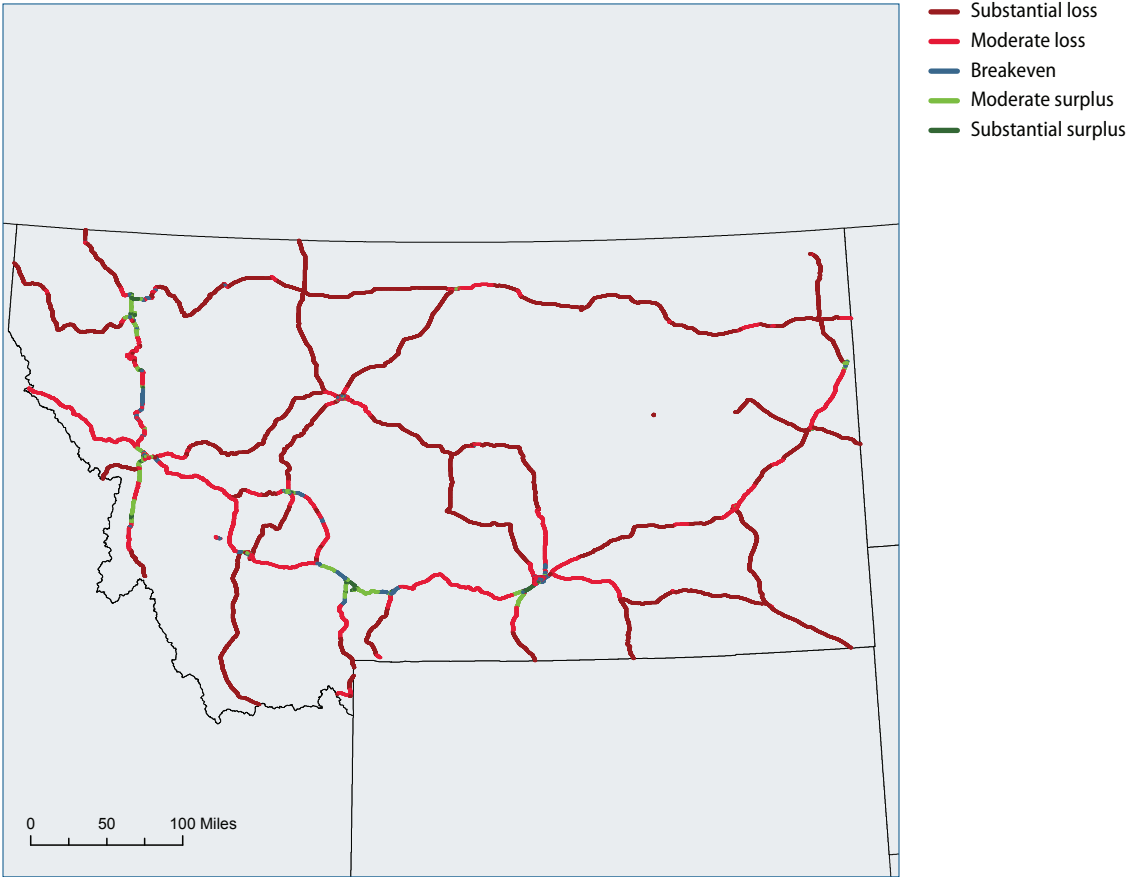 Substantial loss
Moderate loss
Breakeven
Moderate surplus
Substantial surplus
0 50 100 Miles